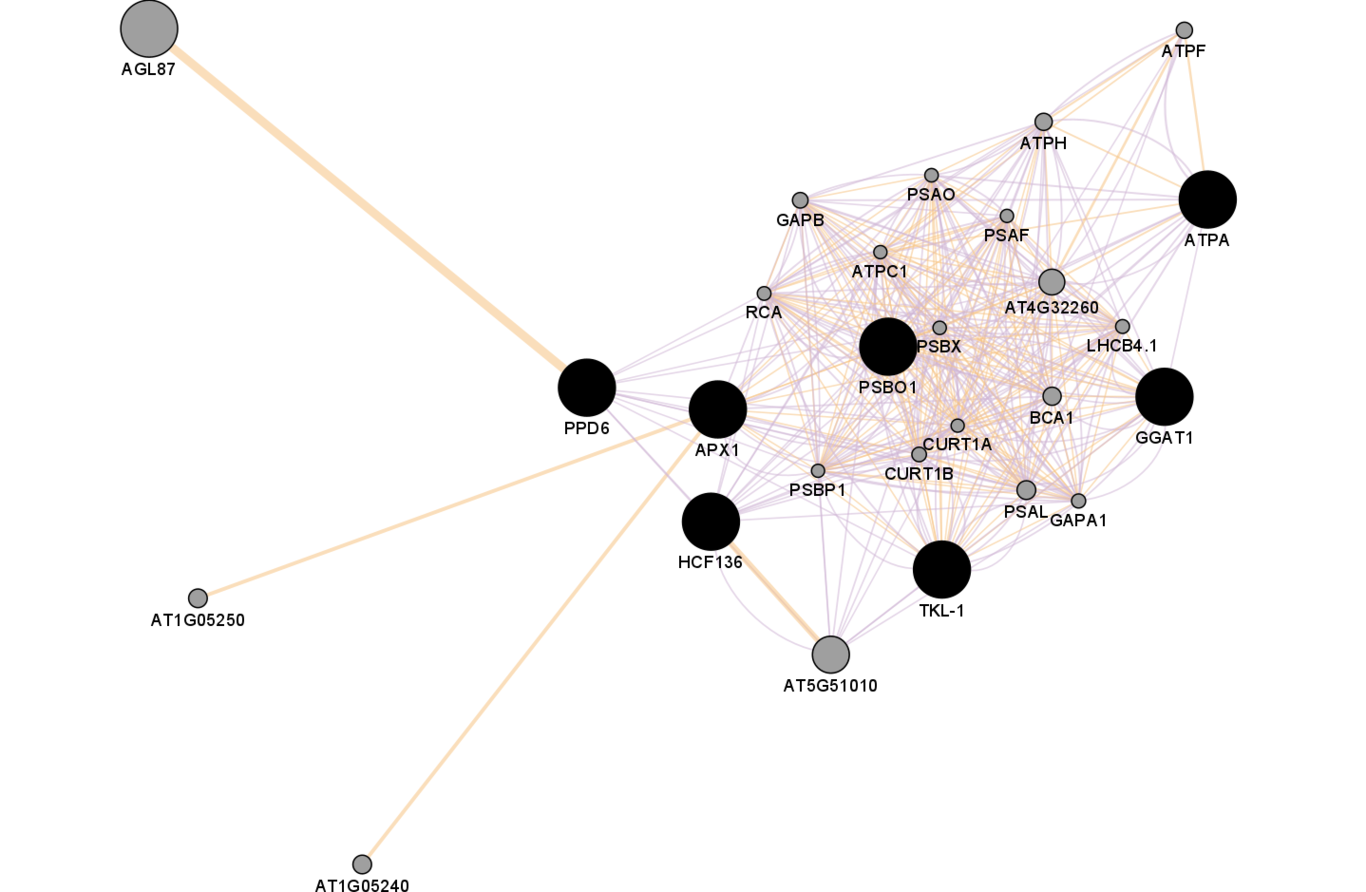 AGL87
ATPF
ATPH
PSAO
GAPB
PSAF
ATPA
ATPC1
AT4G32260
RCA
PSBX
LHCB4.1
PSBO1
BCA1
GGAT1
PPD6
APX1
CURT1A
CURT1B
PSBP1
PSAL
GAPA1
HCF136
TKL-1
AT1G05250
AT5G51010
AT1G05240